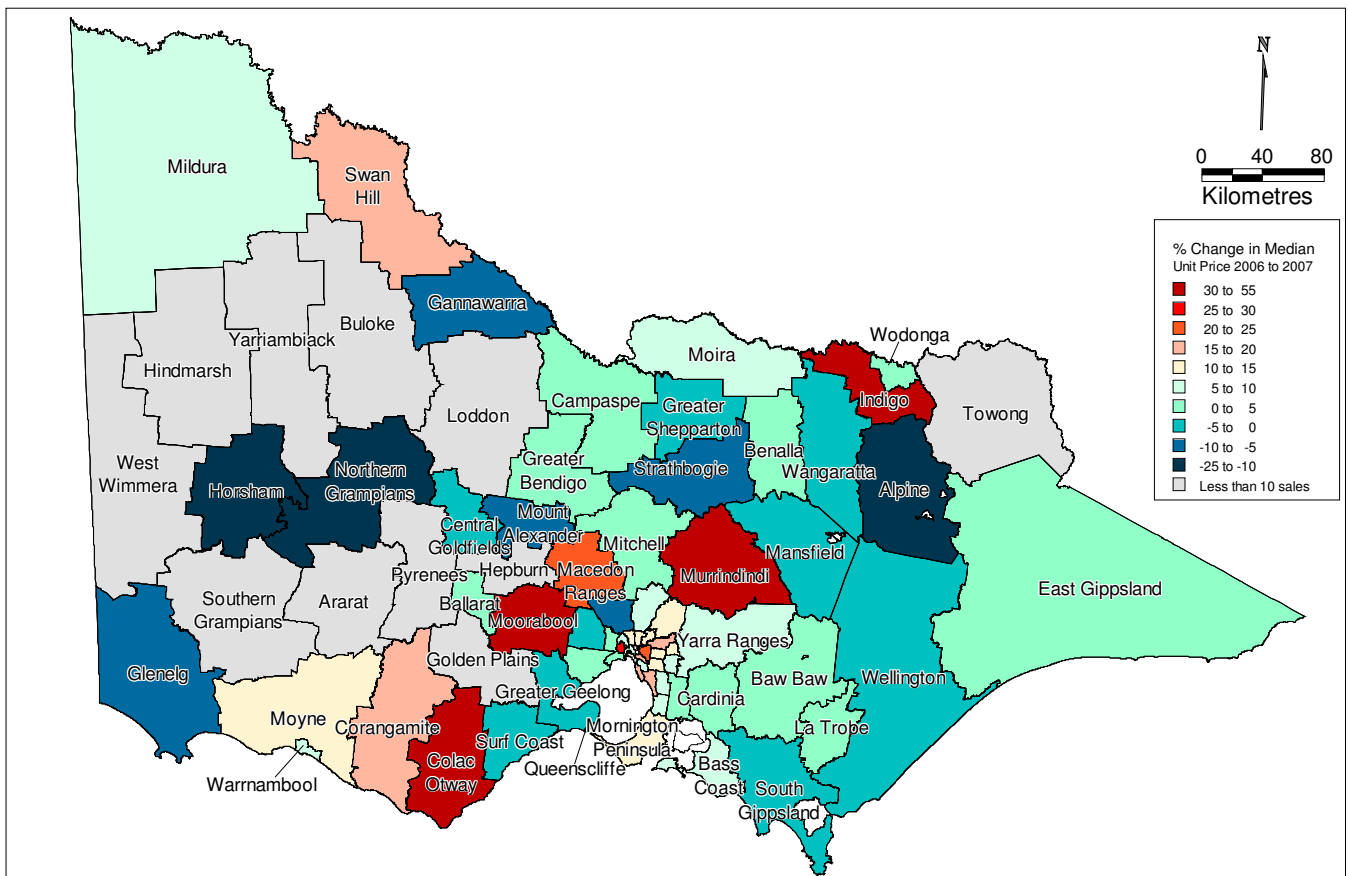 N
0 40 80
Kilometres
% Change in Median
Unit Price 2006 to 2007
30 to 55
25 to 30
20 to 25
15 to 20
10 to 15
5 to 10
0 to 5
-5 to 0
-10 to -5
-25 to -10
Less than 10 sales
Mildura
Swan
Hill
Gannawarra
Buloke
Yarriambiack
Hindmarsh
Loddon
Moira
Wodonga
Campaspe
Greater
Shepparton
Indigo
Towong
Benalla
Wangaratta
Strathbogie
Greater
Bendigo
West
Wimmera
Horsham
Northern
Grampians
Alpine
Mount
Alexander
Central
Goldfields
Mitchell
Mansfield
Hepburn
Macedon
Ranges
Murrindindi
Pyrenees
Southern
Grampians
Ararat
Ballarat
Moorabool
East Gippsland
Yarra Ranges
Golden Plains
Glenelg
Greater Geelong
Cardinia
Baw Baw
Wellington
Moyne
Corangamite
Surf Coast
Mornington
Peninsula
La Trobe
Queenscliffe
Colac
Otway
Warrnambool
Bass
Coast
South
Gippsland